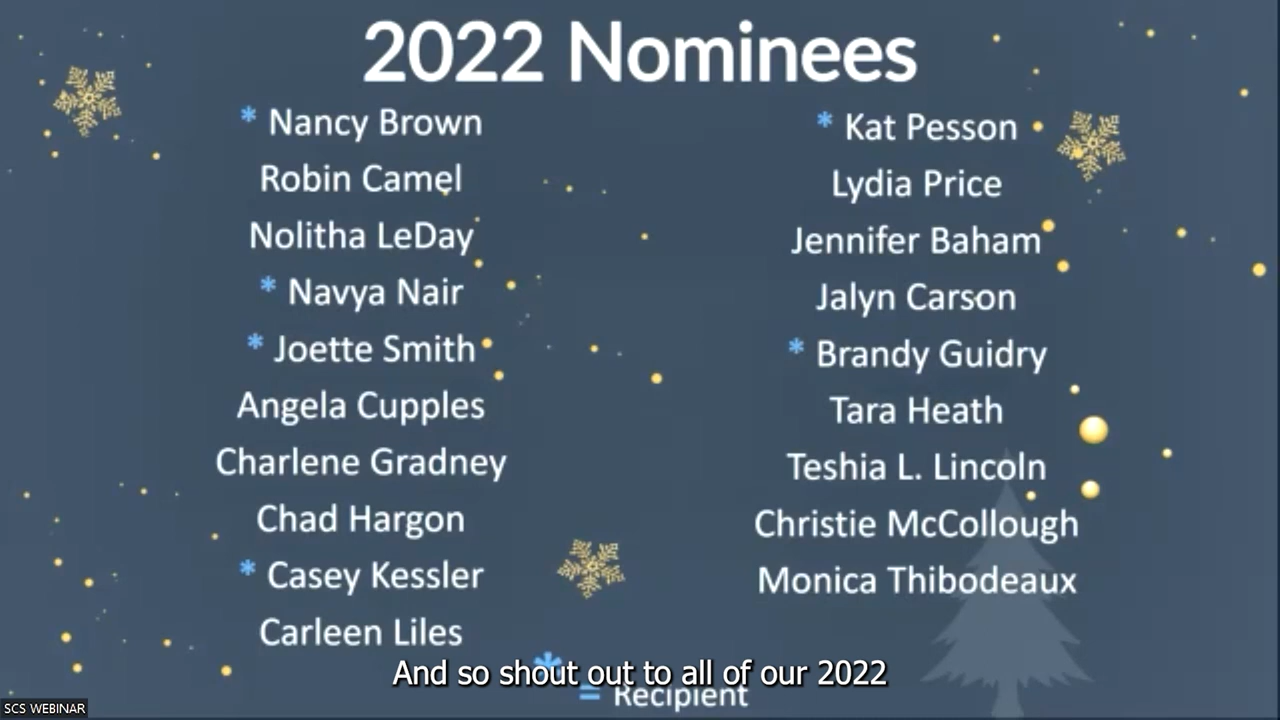 2022 Nominees
* Nancy Brown
Robin Camel
Nolitha LeDay
* Navya Nair
* Joette Smith
Angela Cupples
Charlene Gradney
Chad Hargon
* Casey Kessler
Carleen Liles
* Kat Pesson
Lydia Price
Jennifer Baham
Jalyn Carson
* Brandy Guidry
Tara Heath
Teshia L. Lincoln
Christie McCollough
Monica Thibodeaux
* = Recipient
And so shout out to all of our 2022
SCS WEBINAR